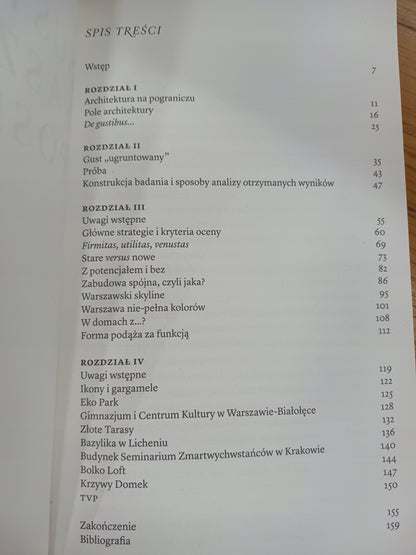 SPIS TREŚCI
Wstęp 7
ROZDZIAŁ I
Architektura na pograniczu 11
Pole architektury 16
De gustibus... 25
ROZDZIAŁ II
Gust „ugruntowany” 35
Próba 43
Konstrukcja badania i sposoby analizy otrzymanych wyników 47
ROZDZIAŁ III
Uwagi wstępne 55
Główne strategie i kryteria oceny 60
Firmitas, utilitas, venustas 69
Stare versus nowe 73
Z potencjałem i bez 82
Zabudowa spójna, czyli jaka? 86
Warszawski skyline 95
Warszawa nie-pełna kolorów 101
W domach z...? 108
Forma podąża za funkcją 112
ROZDZIAŁ IV
Uwagi wstępne 119
Ikony i gargamele 122
Eko Park 125
Gimnazjum i Centrum Kultury w Warszawie-Białołęce 128
Złote Tarasy 132
Bazylika w Licheniu 136
Budynek Seminarium Zmartwychwstańców w Krakowie 140
Bolko Loft 144
Krzywy Domek 147
TVP 150
Zakończenie 155
Bibliografia 159